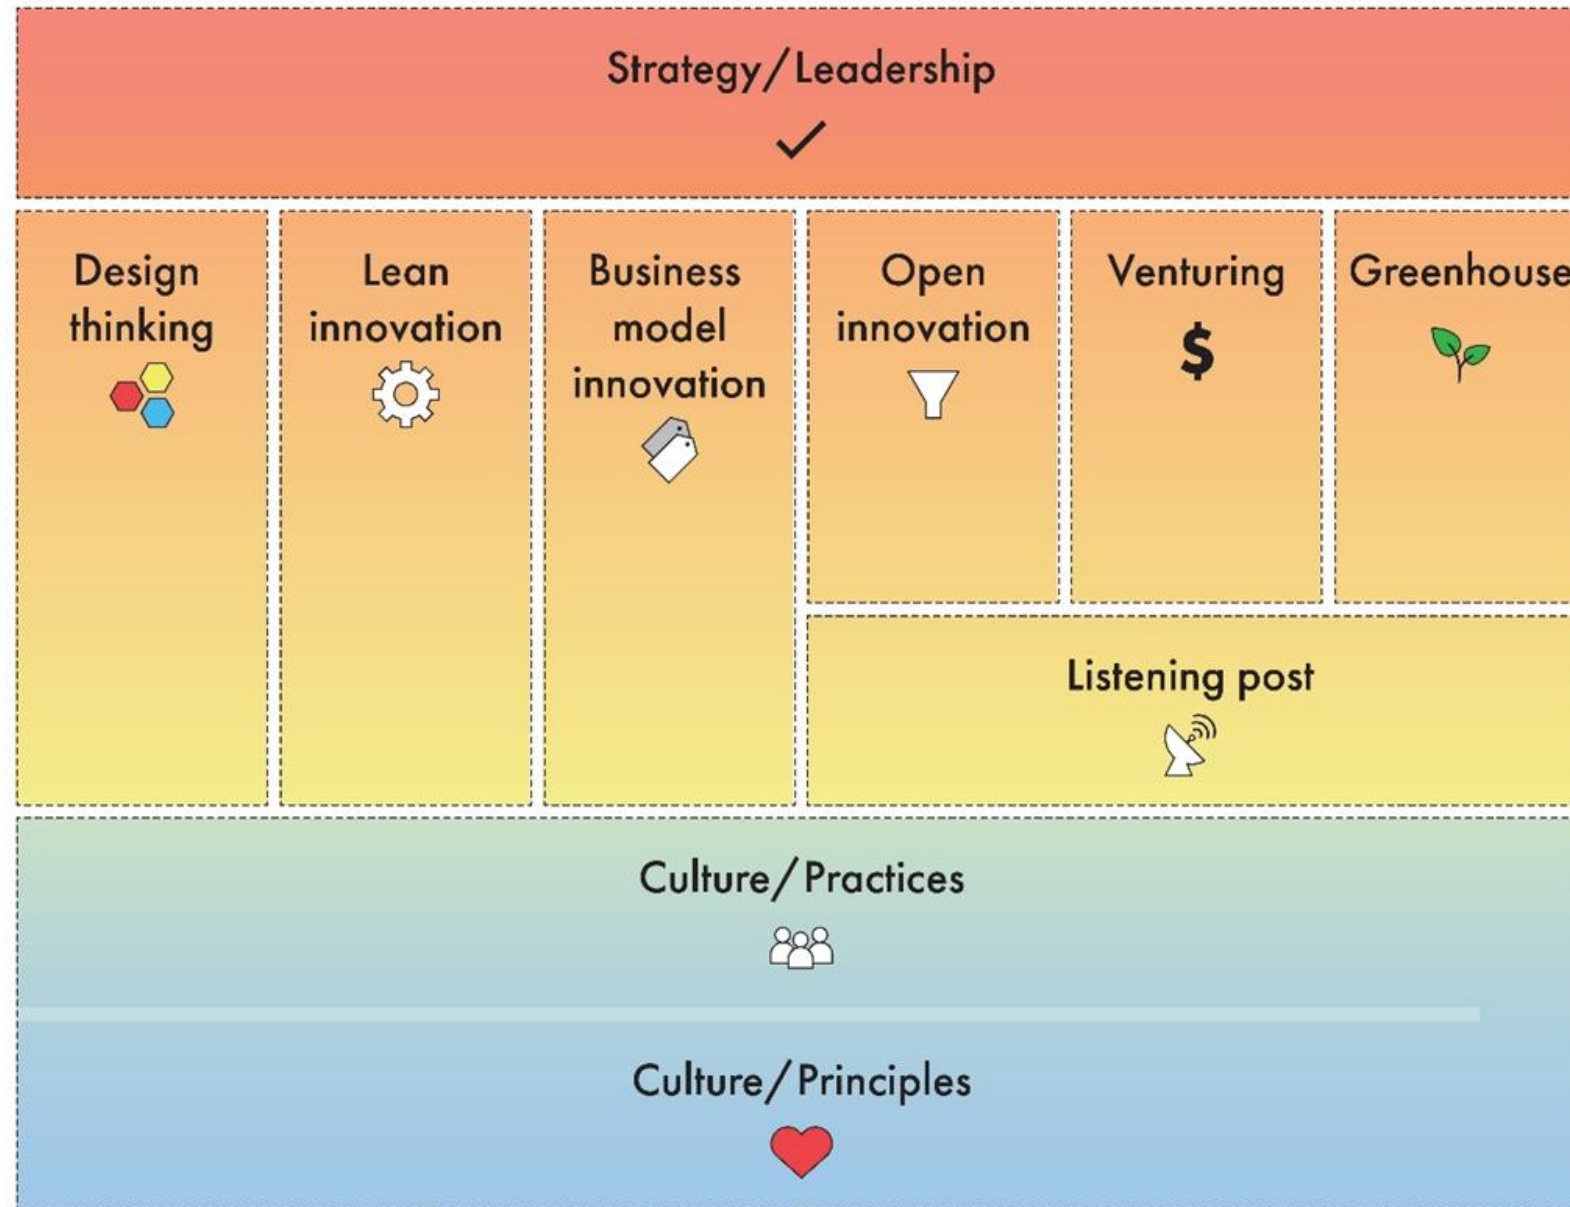 Strategy/Leadership
Design
thinking
Lean
innovation
Business
model
innovation
Open
innovation
Venturing
$
Greenhouse
Listening post
Culture/Practices
Culture/Principles